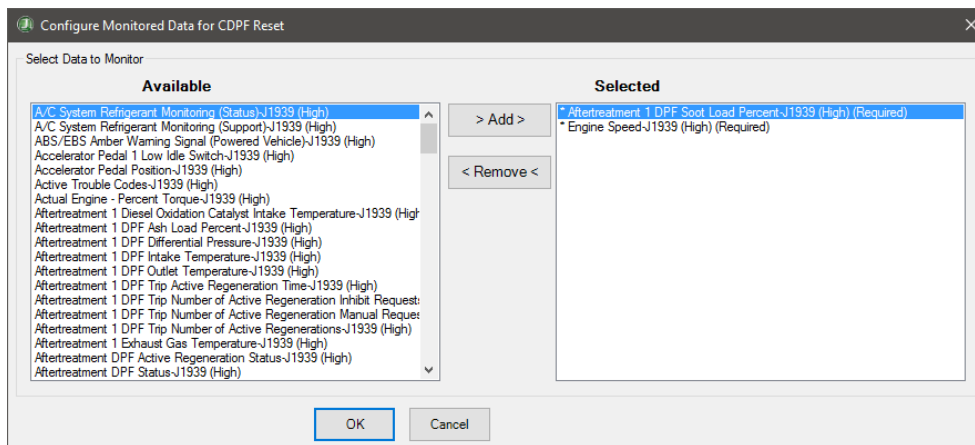 Configure Monitored Data for CDPF Reset
Select Data to Monitor
Available
A/C System Refrigerant Monitoring (Status)-J1939 (High)
A/C System Refrigerant Monitoring (Support)-J1939 (High)
ABS/EBS Amber Warning Signal (Powered Vehicle)-J1939 (High)
Accelerator Pedal 1 Low Idle Switch-J1939 (High)
Accelerator Pedal Position-J1939 (High)
Active Trouble Codes-J1939 (High)
Actual Engine - Percent Torque-J1939 (High)
Aftertreatment 1 Diesel Oxidation Catalyst Intake Temperature-J1939 (High
Aftertreatment 1 DPF Ash Load Percent-J1939 (High)
Aftertreatment 1 DPF Differential Pressure-J1939 (High)
Aftertreatment 1 DPF Intake Temperature-J1939 (High)
Aftertreatment 1 DPF Outlet Temperature-J1939 (High)
Aftertreatment 1 DPF Trip Active Regeneration Time-J1939 (High)
Aftertreatment 1 DPF Trip Number of Active Regeneration Inhibit Requests
Aftertreatment 1 DPF Trip Number of Active Regeneration Manual Reques
Aftertreatment 1 DPF Trip Number of Active Regenerations-J1939 (High)
Aftertreatment 1 Exhaust Gas Temperature-J1939 (High)
Aftertreatment DPF Active Regeneration Status-J1939 (High)
Aftertreatment DPF Status-J1939 (High)
> Add >
< Remove <
Selected
* Aftertreatment 1 DPF Soot Load Percent-J1939 (High) (Required)
* Engine Speed-J1939 (High) (Required)
OK
Cancel